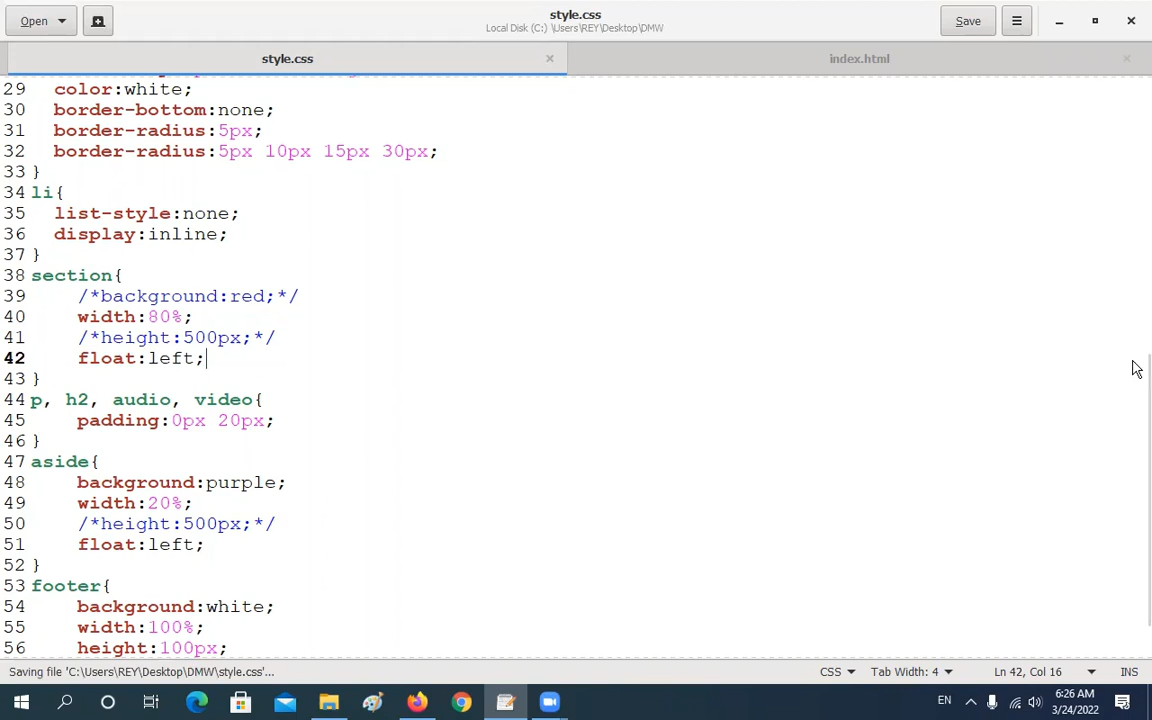 Open
style.css
Local Disk (C:) \Users\REY\Desktop\DMW
Save
style.css
index.html
29 color:white;
30 border-bottom:none;
31 border-radius:5px;
32 border-radius:5px 10px 15px 30px;
33 }
34 li{
35 list-style:none;
36 display:inline;
37 }
38 section{
39 /*background:red;*/
40 width:80%;
41 /*height:500px;*/
42 float:left;
43 }
44 p, h2, audio, video{
45 padding:0px 20px;
46 }
47 aside{
48 background:purple;
49 width:20%;
50 /*height:500px;*/
51 float:left;
52 }
53 footer{
54 background:white;
55 width:100%;
56 height:100px;
Saving file 'C:\Users\REY\Desktop\DMW\style.css'...
CSS
Tab Width: 4
Ln 42, Col 16
INS
EN
6:26 AM
3/24/2022